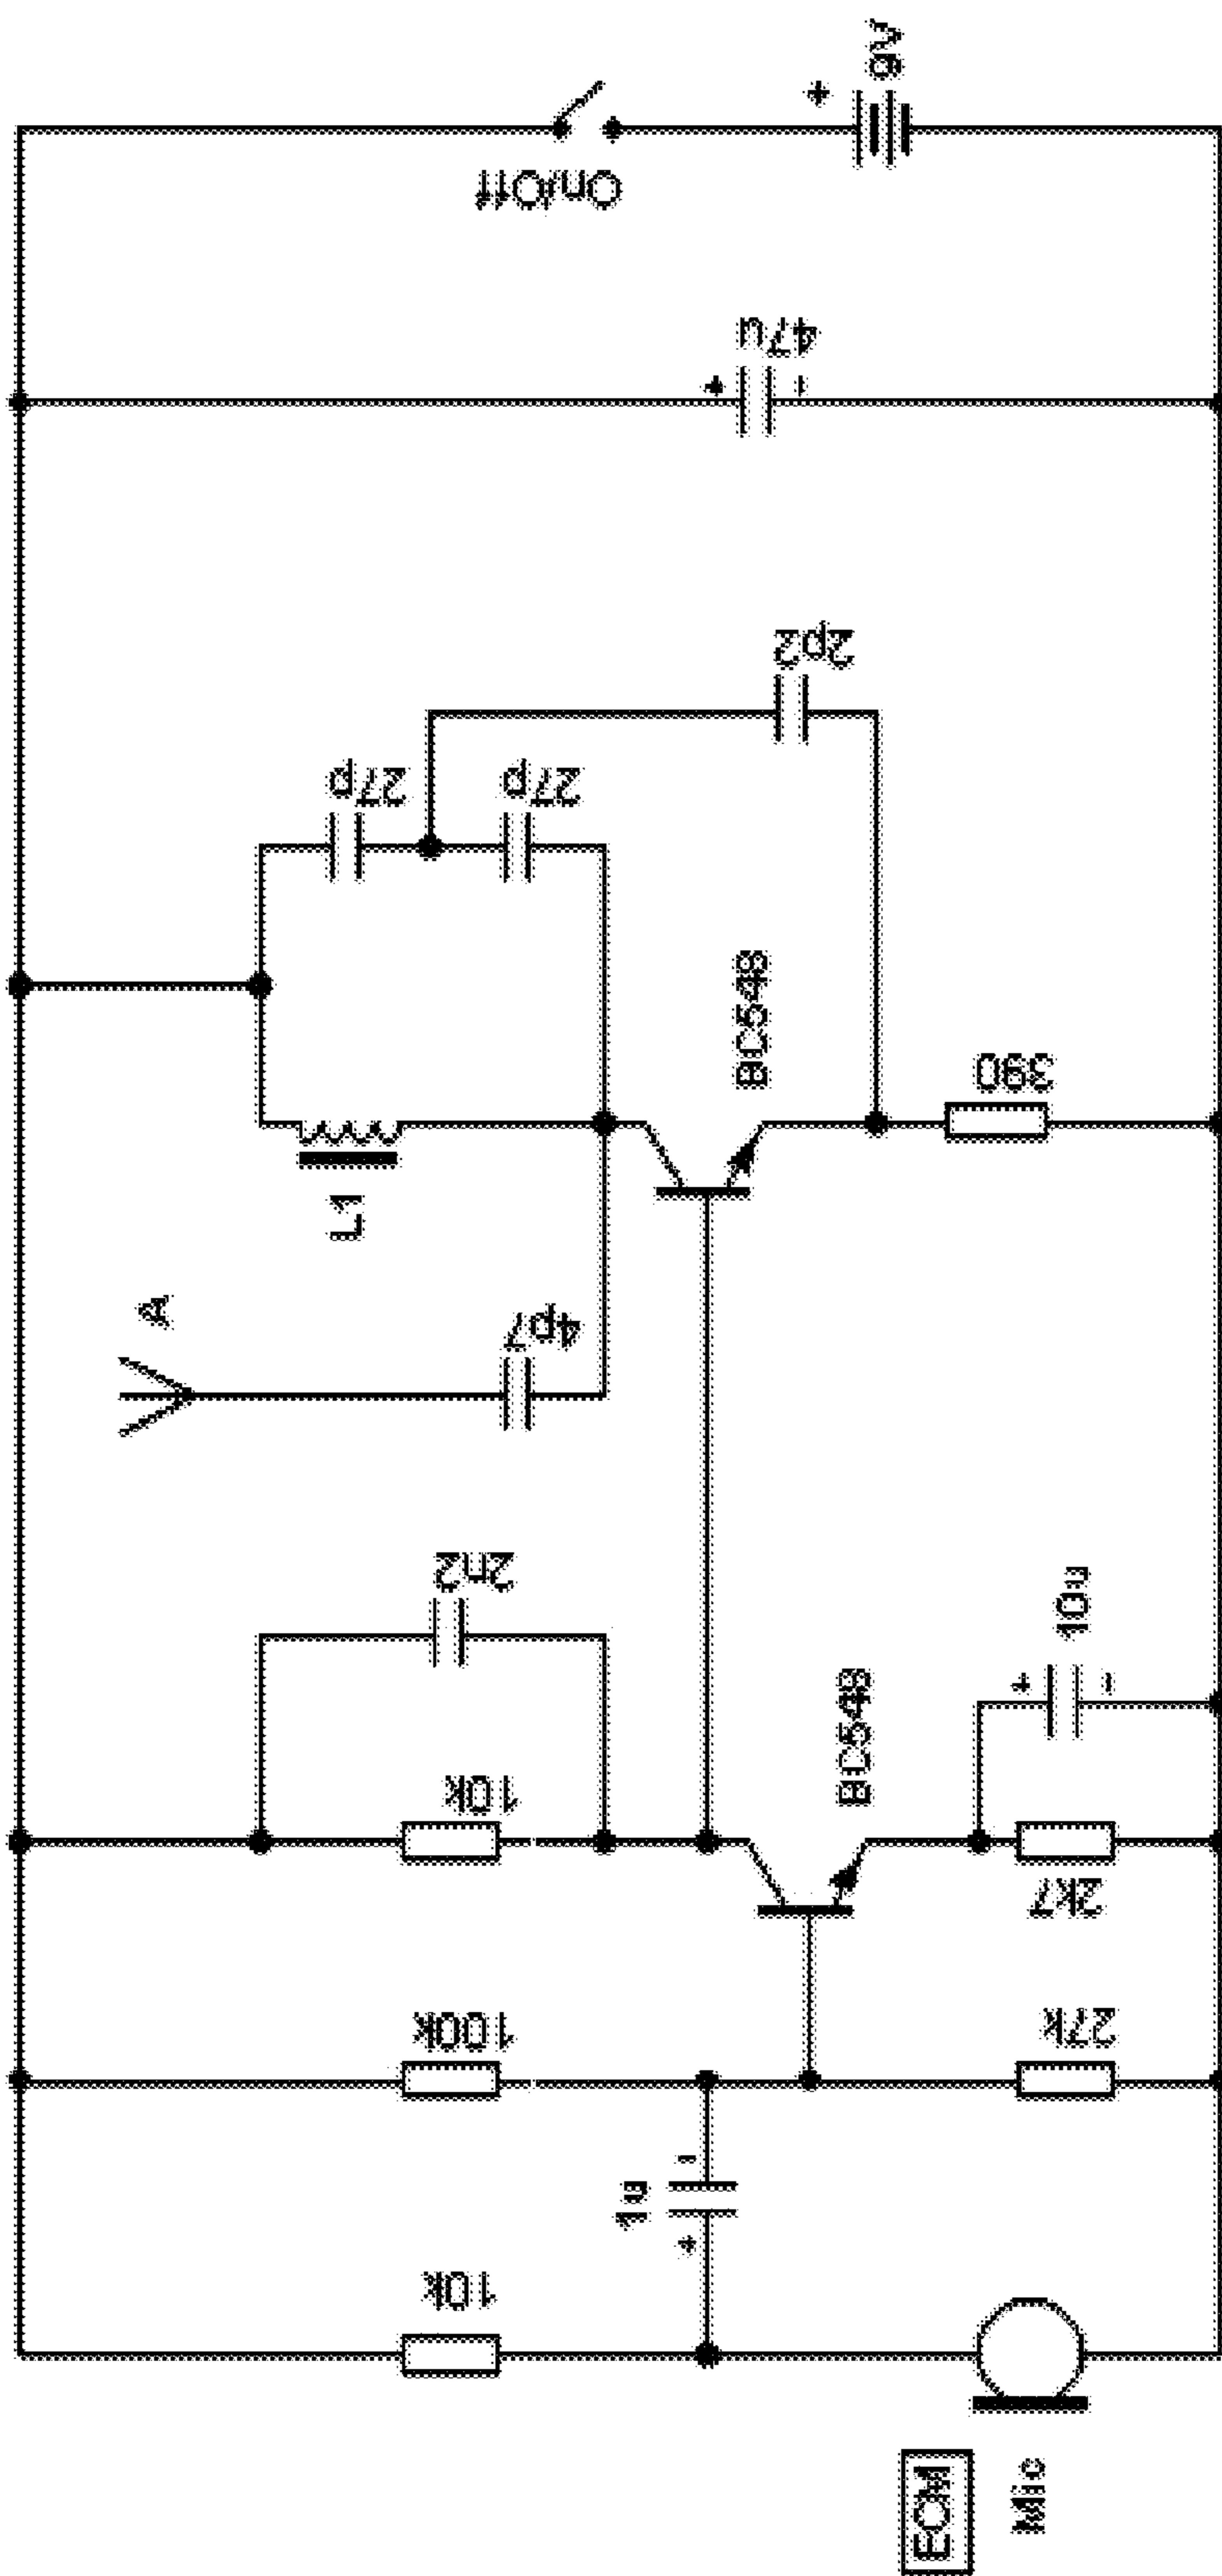 ECM
Mic
10k
1u
+
-
100k
27k
10k
2k7
BC548
2n2
10u
+
-
A
4p7
L1
BC548
390
27p
27p
2p2
47u
+
-
On/Off
9V
+